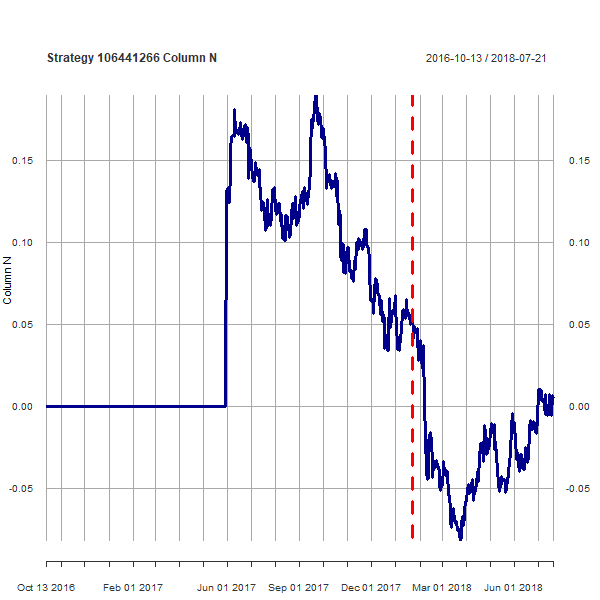 Strategy 106441266 Column N 2016-10-13 / 2018-07-21
0.15 0.15
0.10 0.10
Column N
0.05 0.05
0.00 0.00
-0.05 -0.05
Oct 13 2016 Feb 01 2017 Jun 01 2017 Sep 01 2017 Dec 01 2017 Mar 01 2018 Jun 01 2018